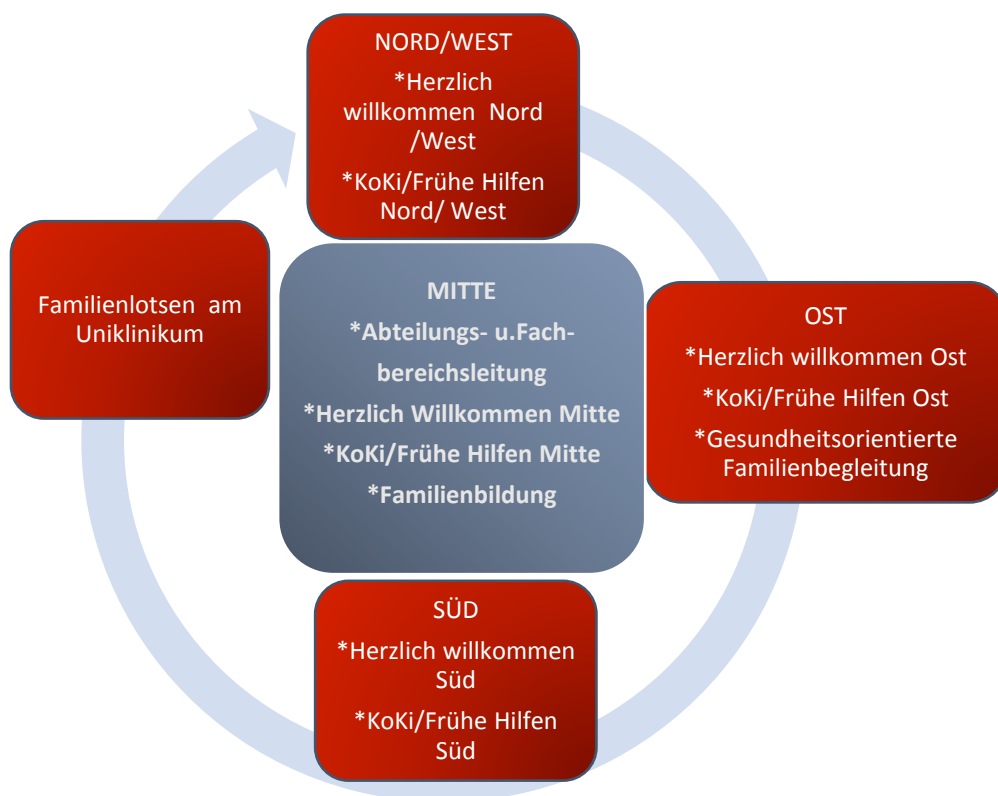 NORD/WEST
*Herzlich
willkommen Nord
/West
*KoKi/Frühe Hilfen
Nord/ West
Familienlotsen am
Uniklinikum
MITTE
*Abteilungs- u.Fach-
bereichsleitung
*Herzlich Willkommen Mitte
*KoKi/Frühe Hilfen Mitte
*Familienbildung
OST
*Herzlich willkommen Ost
*KoKi/Frühe Hilfen Ost
*Gesundheitsorientierte
Familienbegleitung
SÜD
*Herzlich willkommen
Süd
*KoKi/Frühe Hilfen
Süd